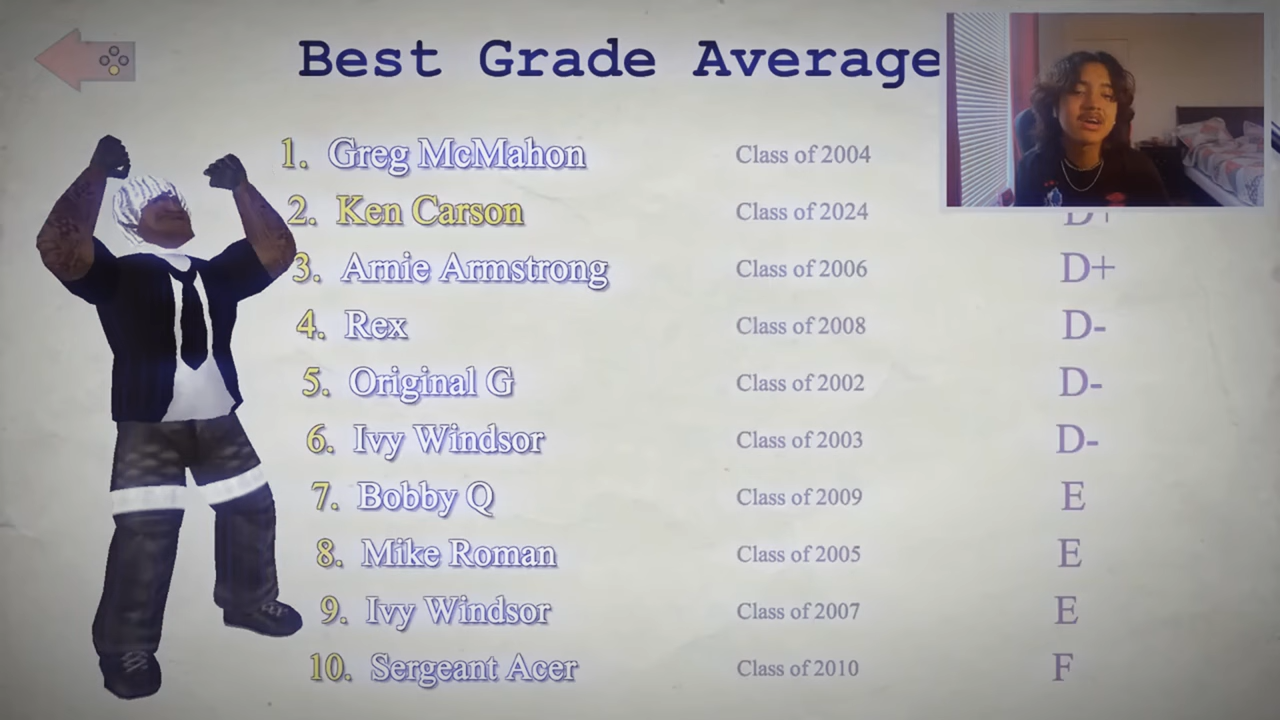 Best Grade Average
1. Greg McMahon Class of 2004
2. Ken Carson Class of 2024 D+
3. Arnie Armstrong Class of 2006 D+
4. Rex Class of 2008 D-
5. Original G Class of 2002 D-
6. Ivy Windsor Class of 2003 D-
7. Bobby Q Class of 2009 E
8. Mike Roman Class of 2005 E
9. Ivy Windsor Class of 2007 E
10. Sergeant Acer Class of 2010 F